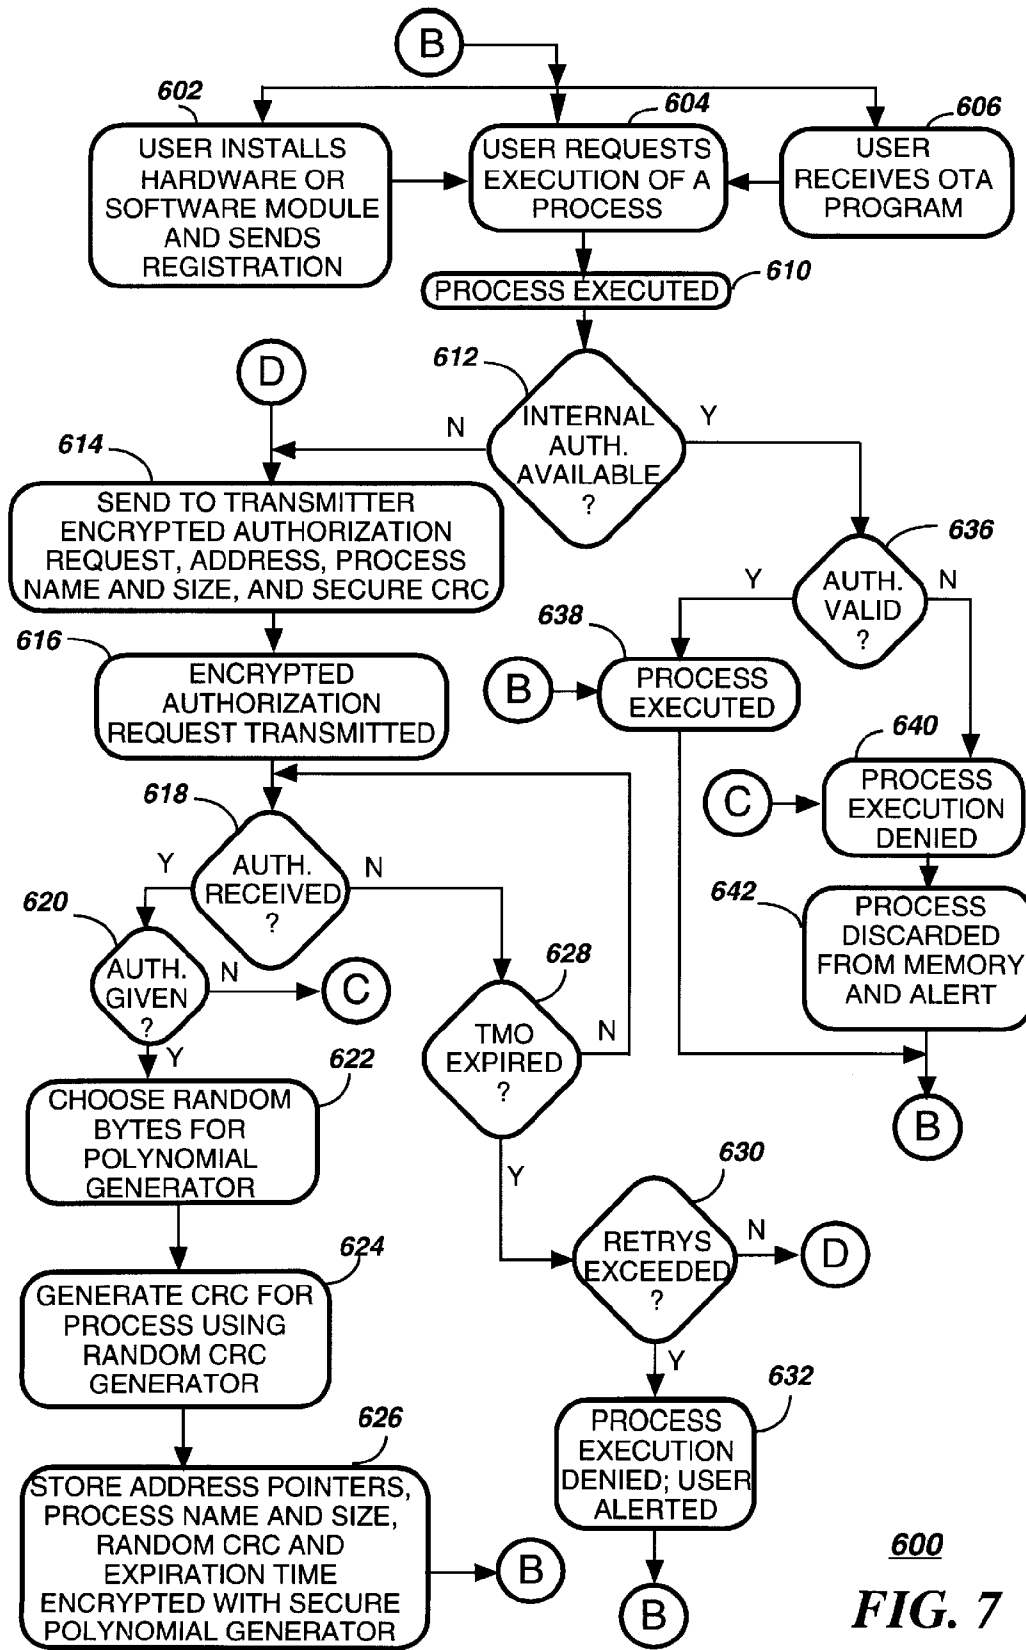 B
602
604
606
USER INSTALLS
HARDWARE OR
SOFTWARE MODULE
AND SENDS
REGISTRATION
USER REQUESTS
EXECUTION OF A
PROCESS
USER
RECEIVES OTA
PROGRAM
610
PROCESS EXECUTED
612
INTERNAL
AUTH.
AVAILABLE
?
N
Y
D
614
SEND TO TRANSMITTER
ENCRYPTED AUTHORIZATION
REQUEST, ADDRESS, PROCESS
NAME AND SIZE, AND SECURE CRC
636
AUTH.
VALID
?
Y
N
616
ENCRYPTED
AUTHORIZATION
REQUEST TRANSMITTED
638
B
PROCESS
EXECUTED
640
C
PROCESS
EXECUTION
DENIED
618
AUTH.
RECEIVED
?
Y
N
642
PROCESS
DISCARDED
FROM MEMORY
AND ALERT
B
620
AUTH.
GIVEN
?
N
C
Y
628
TMO
EXPIRED
?
N
Y
622
CHOOSE RANDOM
BYTES FOR
POLYNOMIAL
GENERATOR
630
RETRYS
EXCEEDED
?
N
D
Y
624
GENERATE CRC FOR
PROCESS USING
RANDOM CRC
GENERATOR
632
PROCESS
EXECUTION
DENIED; USER
ALERTED
B
626
STORE ADDRESS POINTERS,
PROCESS NAME AND SIZE,
RANDOM CRC AND
EXPIRATION TIME
ENCRYPTED WITH SECURE
POLYNOMIAL GENERATOR
B
600
FIG. 7